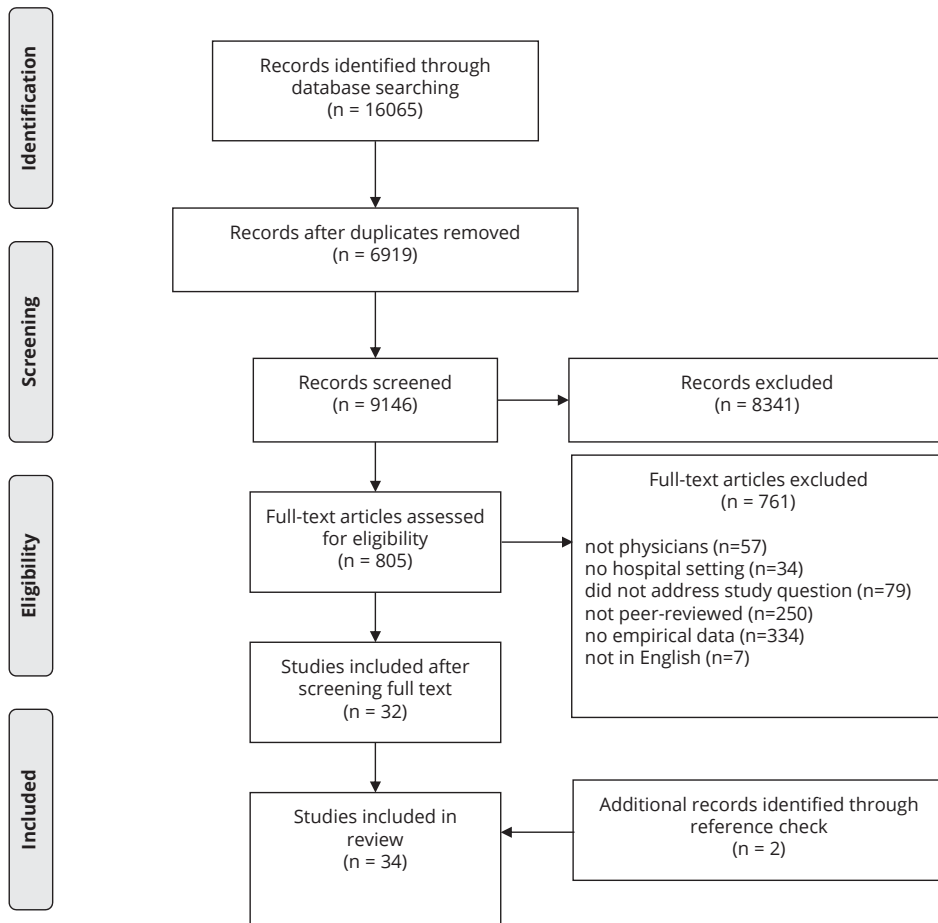 Identification
Records identified through
database searching
(n = 16065)
Records after duplicates removed
(n = 6919)
Screening
Records screened
(n = 9146)
Records excluded
(n = 8341)
Eligibility
Full-text articles assessed
for eligibility
(n = 805)
Full-text articles excluded
(n = 761)
not physicians (n=57)
no hospital setting (n=34)
did not address study question (n=79)
not peer-reviewed (n=250)
no empirical data (n=334)
not in English (n=7)
Studies included after
screening full text
(n = 32)
Included
Studies included in
review
(n = 34)
Additional records identified through
reference check
(n = 2)